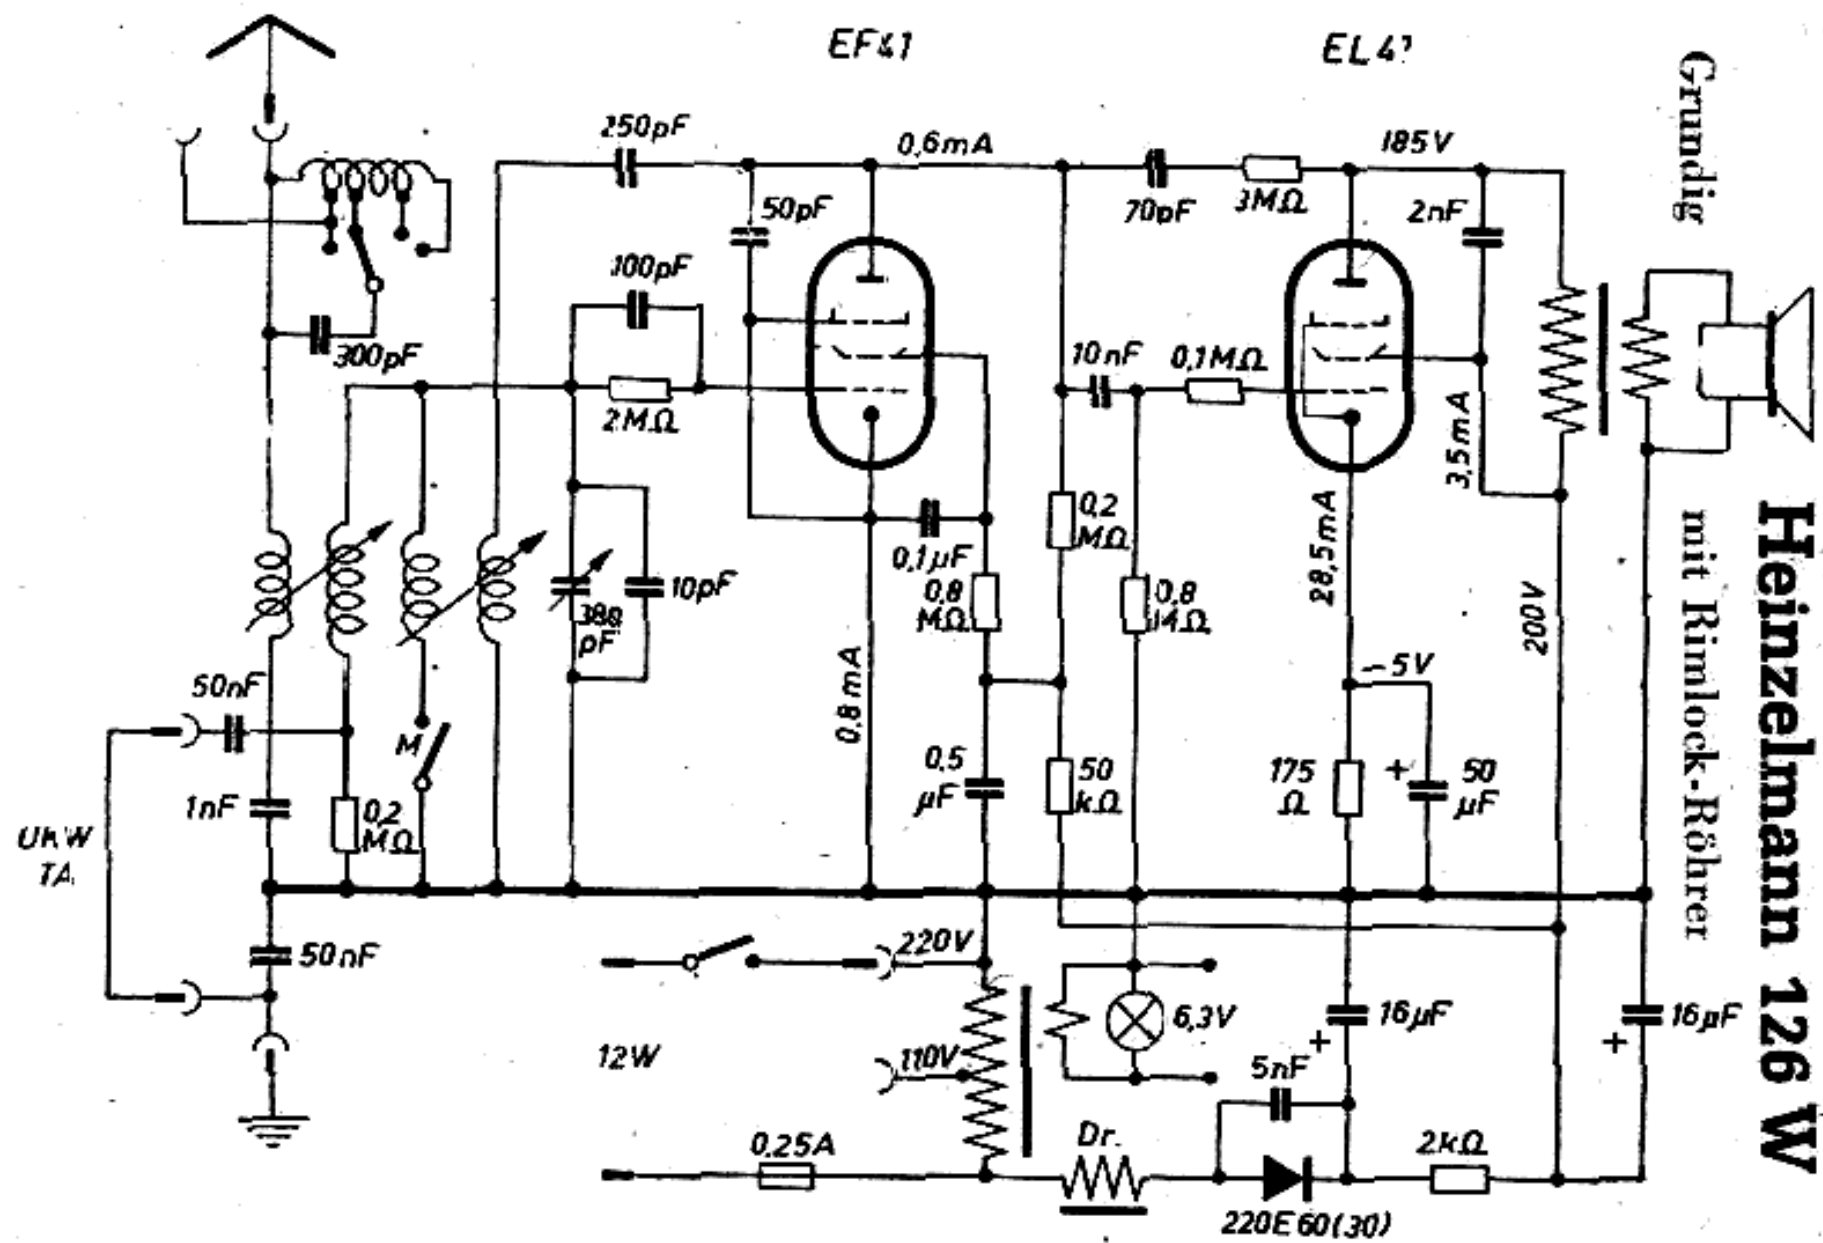 EF41
EL41
250pF
0,6mA
185V
50pF
70pF
3MΩ
2nF
100pF
300pF
2MΩ
10nF
0,1MΩ
3,5mA
0,2
MΩ
0,1µF
28,5mA
380
pF
10pF
0,8
MΩ
0,8
MΩ
200V
50nF
0,8mA
-5V
M
1nF
0,2
MΩ
0,5
µF
50
kΩ
175
Ω
+
50
µF
UKW
TA
50nF
220V
12W
110V
6,3V
16µF
+
16µF
+
5nF
0,25A
Dr.
2kΩ
220E60(30)
Grundig
mit Rimlock-Röhrer
Heinzelmann 126 W